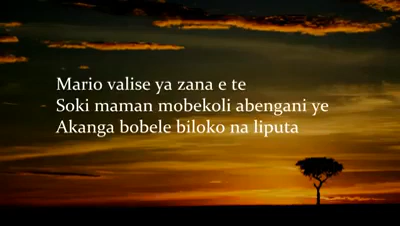 Mario valise ya zana e te
Soki maman mobekoli abengani ye
Akanga bobele biloko na liputa